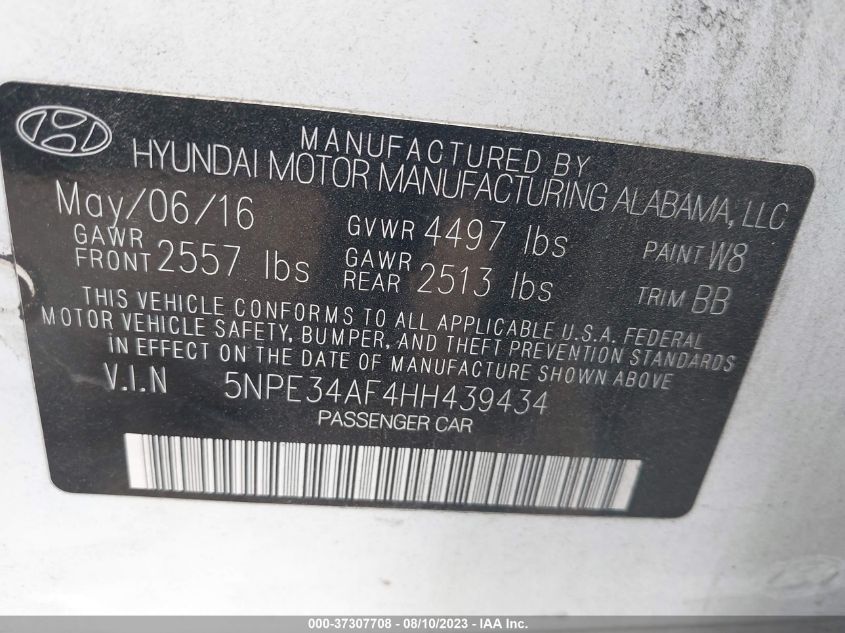 MANUFACTURED BY
HYUNDAI MOTOR MANUFACTURING ALABAMA, LLC
May/06/16 GVWR 4497 lbs PAINT W8
GAWR FRONT 2557 lbs GAWR REAR 2513 lbs TRIM BB
THIS VEHICLE CONFORMS TO ALL APPLICABLE U.S.A. FEDERAL
MOTOR VEHICLE SAFETY, BUMPER, AND THEFT PREVENTION STANDARDS
IN EFFECT ON THE DATE OF MANUFACTURE SHOWN ABOVE
V.I.N 5NPE34AF4HH439434
PASSENGER CAR
000-37307708 - 08/10/2023 - IAA Inc.